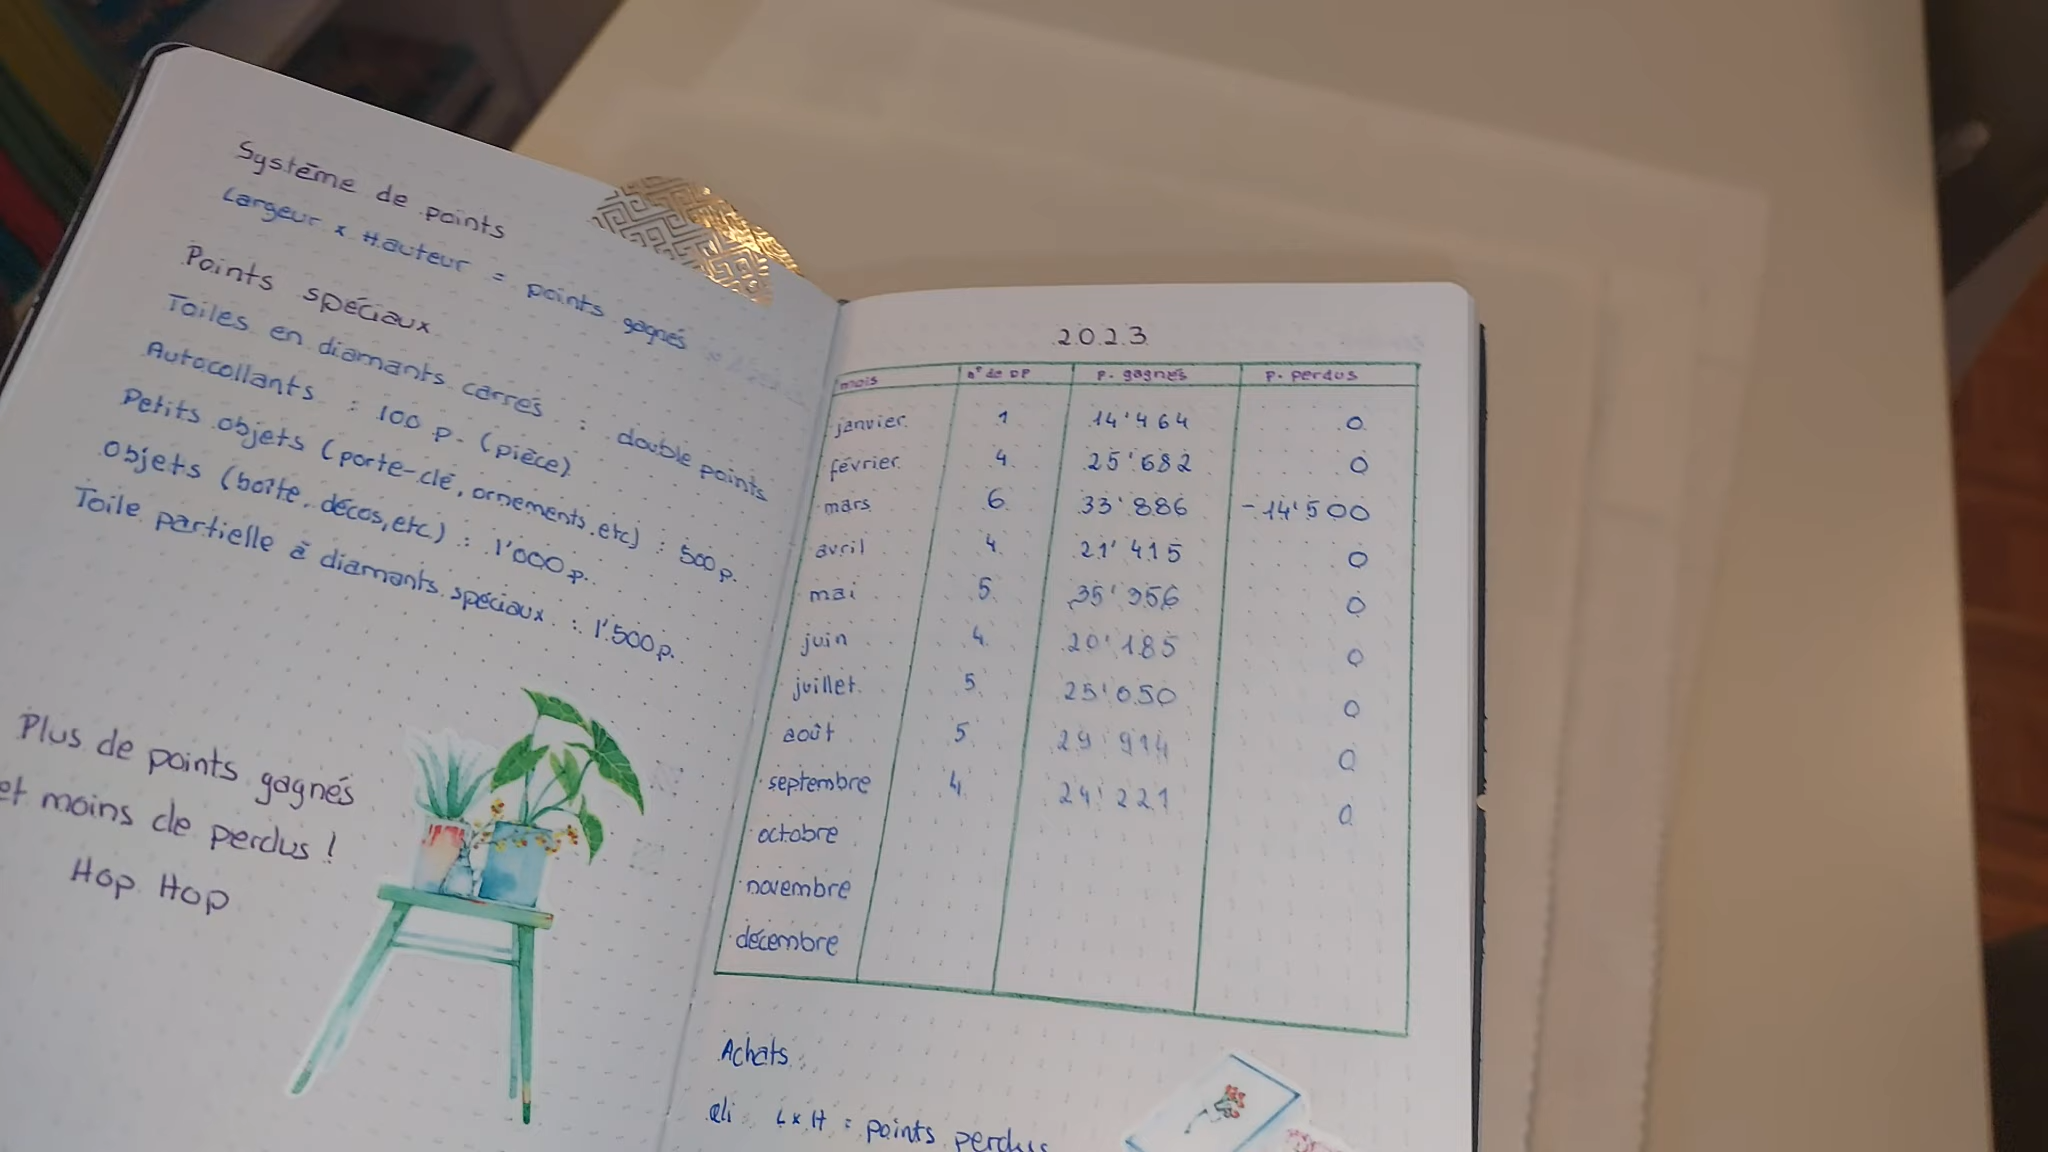 Système de points
Largeur x Hauteur = points gagnés
Points spéciaux
Toiles en diamants carrés : double points
Autocollants : 100 p. (pièce)
Petits objets (porte-clé, ornements, etc) : 500 p.
Objets (boîte, décos, etc) : 1'000 p.
Toile partielle à diamants spéciaux : 1'500 p.
Plus de points gagnés
et moins de perdus !
Hop Hop
2023
mois n° de DP p. gagnés p. perdus
janvier 1 14'464 0
février 4 25'682 0
mars 6 33'886 -14'500
avril 4 21'415 0
mai 5 35'956 0
juin 4 20'185 0
juillet 5 25'050 0
août 5 29'914 0
septembre 4 24'221 0
octobre
novembre
décembre
Achats
Ali L x H = points perdus